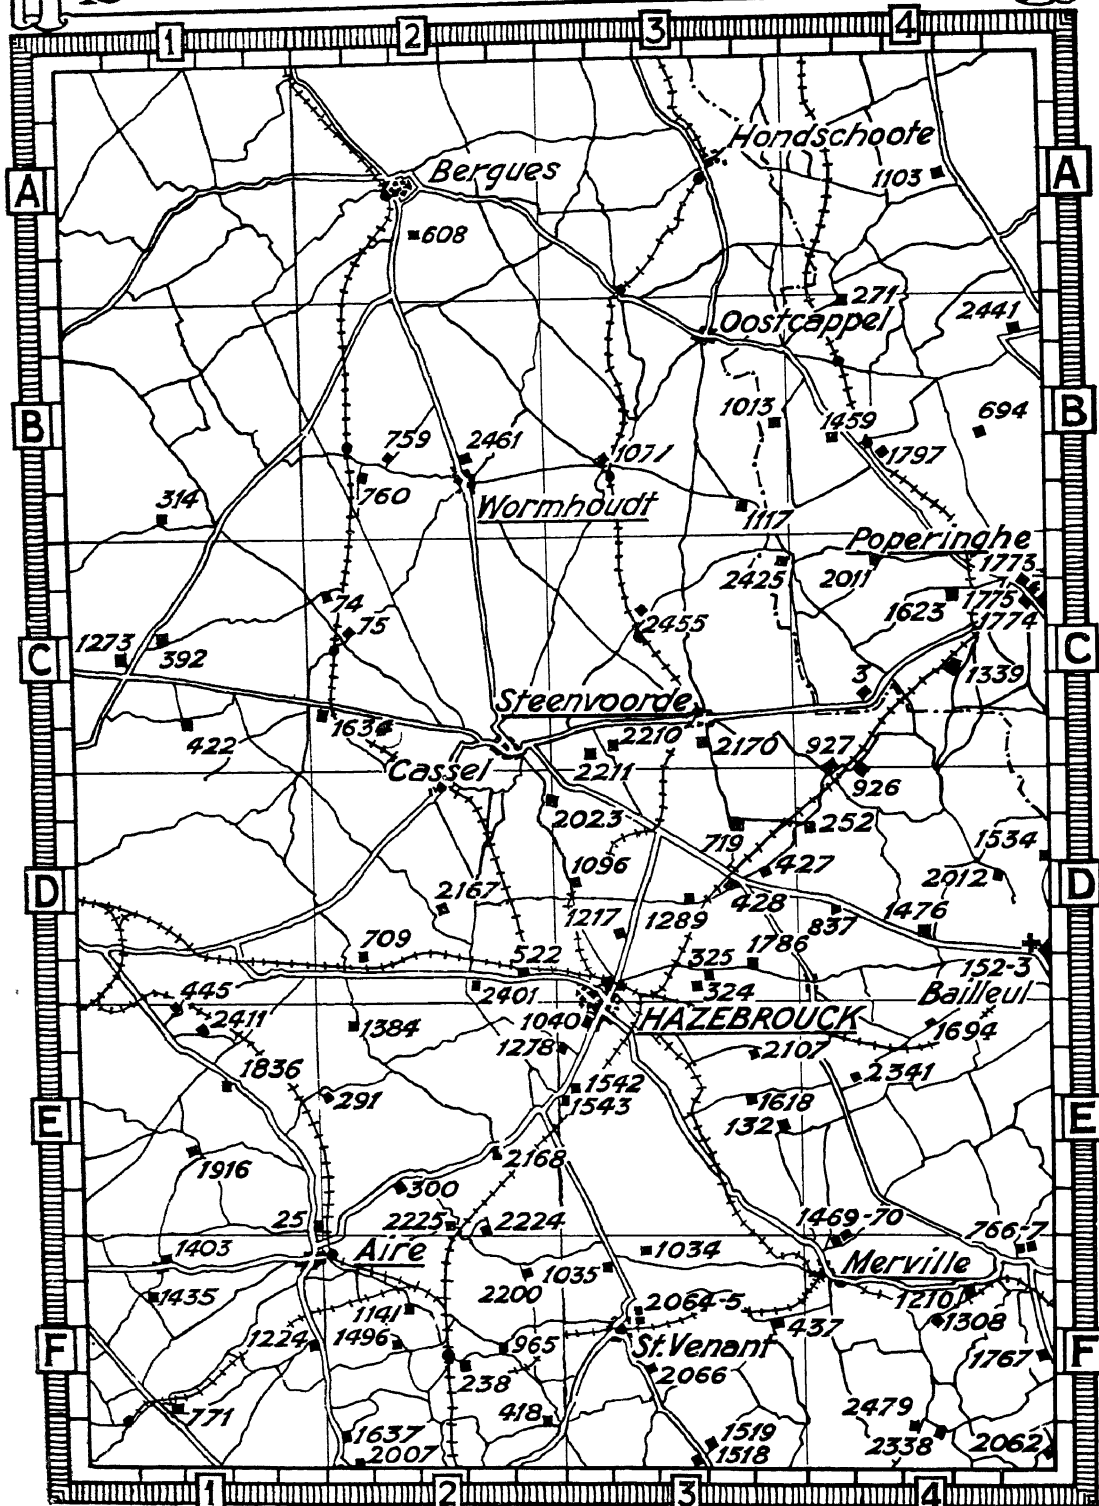 1 2 3 4
Hondschoote
A Bergues 1103 A
608
271
2441
Oostcappel
1013 1459 694
B 759 2461 1071 1797 B
314 760
Wormhoudt 1117
Poperinghe
2425 2011 1773
74 1623 1775
75 2455 1774
1273 392
C 3 1339 C
Steenvoorde
1634 2210 2170 927
422 2211 926
Cassel
2023 719 252
1534
1096 427
D 2167 2012 D
1217 1289 428 837 1476
709 522 325 1786
152-3
2401 324 Bailleul
445
2411 1384 1040 HAZEBROUCK 1694
1278 2107
1836 2341
291 1542
1543 1618
E 132 E
2168
1916
300
25 2225 2224 1469-70 766-7
1403 Aire 1034 Merville
1035
1435 2200 1210
1141 2064-5 1308
1224 1496 437
F 965 St.Venant F
238 2066 1767
771 418 2479
1637 1519 2338 2062
2007 1518
1 2 3 4